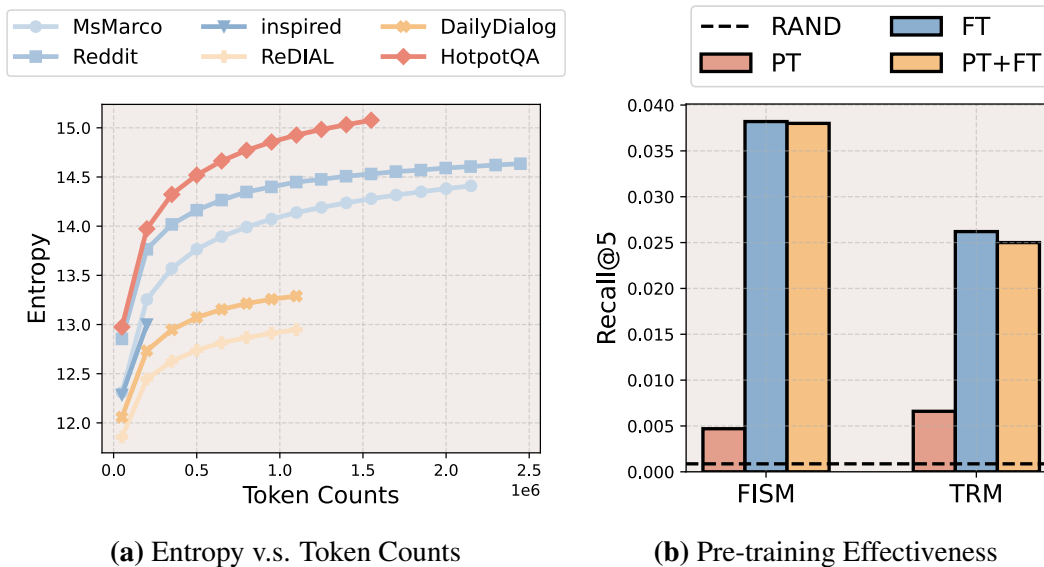 MsMarco inspired DailyDialog
Reddit ReDIAL HotpotQA
15.0
14.5
14.0
13.5
13.0
12.5
12.0
Entropy
0.0 0.5 1.0 1.5 2.0 2.5
1e6
Token Counts
(a) Entropy v.s. Token Counts
RAND FT
PT PT+FT
0.040
0.035
0.030
0.025
0.020
0.015
0.010
0.005
0.000
Recall@5
FISM TRM
(b) Pre-training Effectiveness